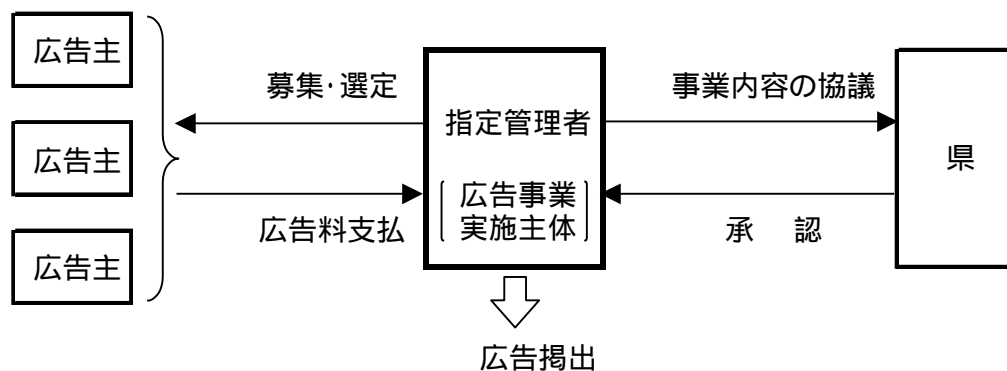 広告主
広告主
広告主
募集・選定
広告料支払
指定管理者
広告事業
実施主体
事業内容の協議
承 認
県
広告掲出